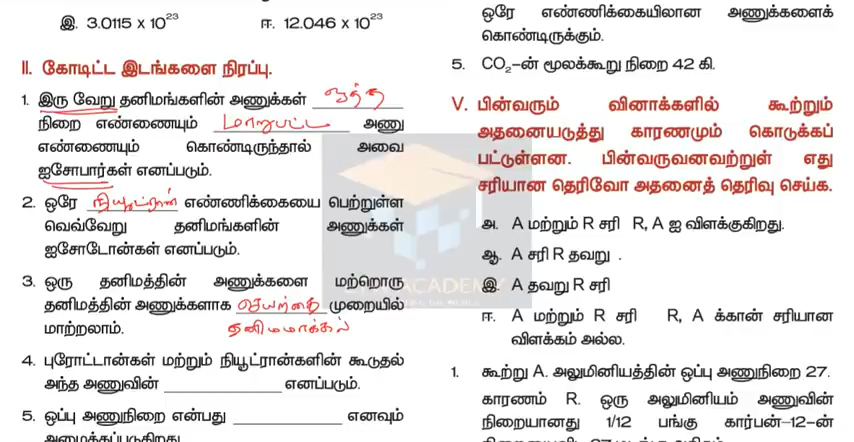 இ. 3.0115 x 10²³ ஈ. 12.046 x 10²³
II. கோடிட்ட இடங்களை நிரப்பு.
1. இரு வேறு தனிமங்களின் அணுக்கள் ஒத்த
நிறை எண்ணையும் மாறுபட்ட அணு
எண்ணையும் கொண்டிருந்தால் அவை
ஐசோபார்கள் எனப்படும்.
2. ஒரே நியூட்ரான் எண்ணிக்கையை பெற்றுள்ள
வெவ்வேறு தனிமங்களின் அணுக்கள்
ஐசோடோன்கள் எனப்படும்.
3. ஒரு தனிமத்தின் அணுக்களை மற்றொரு
தனிமத்தின் அணுக்களாக செயற்கை முறையில்
மாற்றலாம். தனிமமாக்கல்
4. புரோட்டான்கள் மற்றும் நியூட்ரான்களின் கூடுதல்
அந்த அணுவின் ____________ எனப்படும்.
5. ஒப்பு அணுநிறை என்பது ____________ எனவும்
அழைக்கப்படுகிறது
ஒரே எண்ணிக்கையிலான அணுக்களைக்
கொண்டிருக்கும்.
5. CO₂-ன் மூலக்கூறு நிறை 42 கி.
V. பின்வரும் வினாக்களில் கூற்றும்
அதனையடுத்து காரணமும் கொடுக்கப்
பட்டுள்ளன. பின்வருவனவற்றுள் எது
சரியான தெரிவோ அதனைத் தெரிவு செய்க.
அ. A மற்றும் R சரி R, A ஐ விளக்குகிறது.
ஆ. A சரி R தவறு .
இ. A தவறு R சரி
ஈ. A மற்றும் R சரி R, A க்கான சரியான
விளக்கம் அல்ல.
1. கூற்று A. அலுமினியத்தின் ஒப்பு அணுநிறை 27.
காரணம் R. ஒரு அலுமினியம் அணுவின்
நிறையானது 1/12 பங்கு கார்பன்-12-ன்
ACADEMY